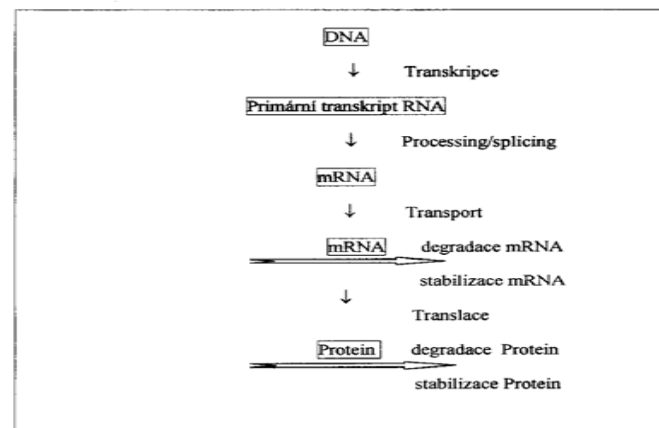 DNA
↓ Transkripce
Primární transkript RNA
↓ Processing/splicing
mRNA
↓ Transport
mRNA degradace mRNA
stabilizace mRNA
↓ Translace
Protein degradace Protein
stabilizace Protein